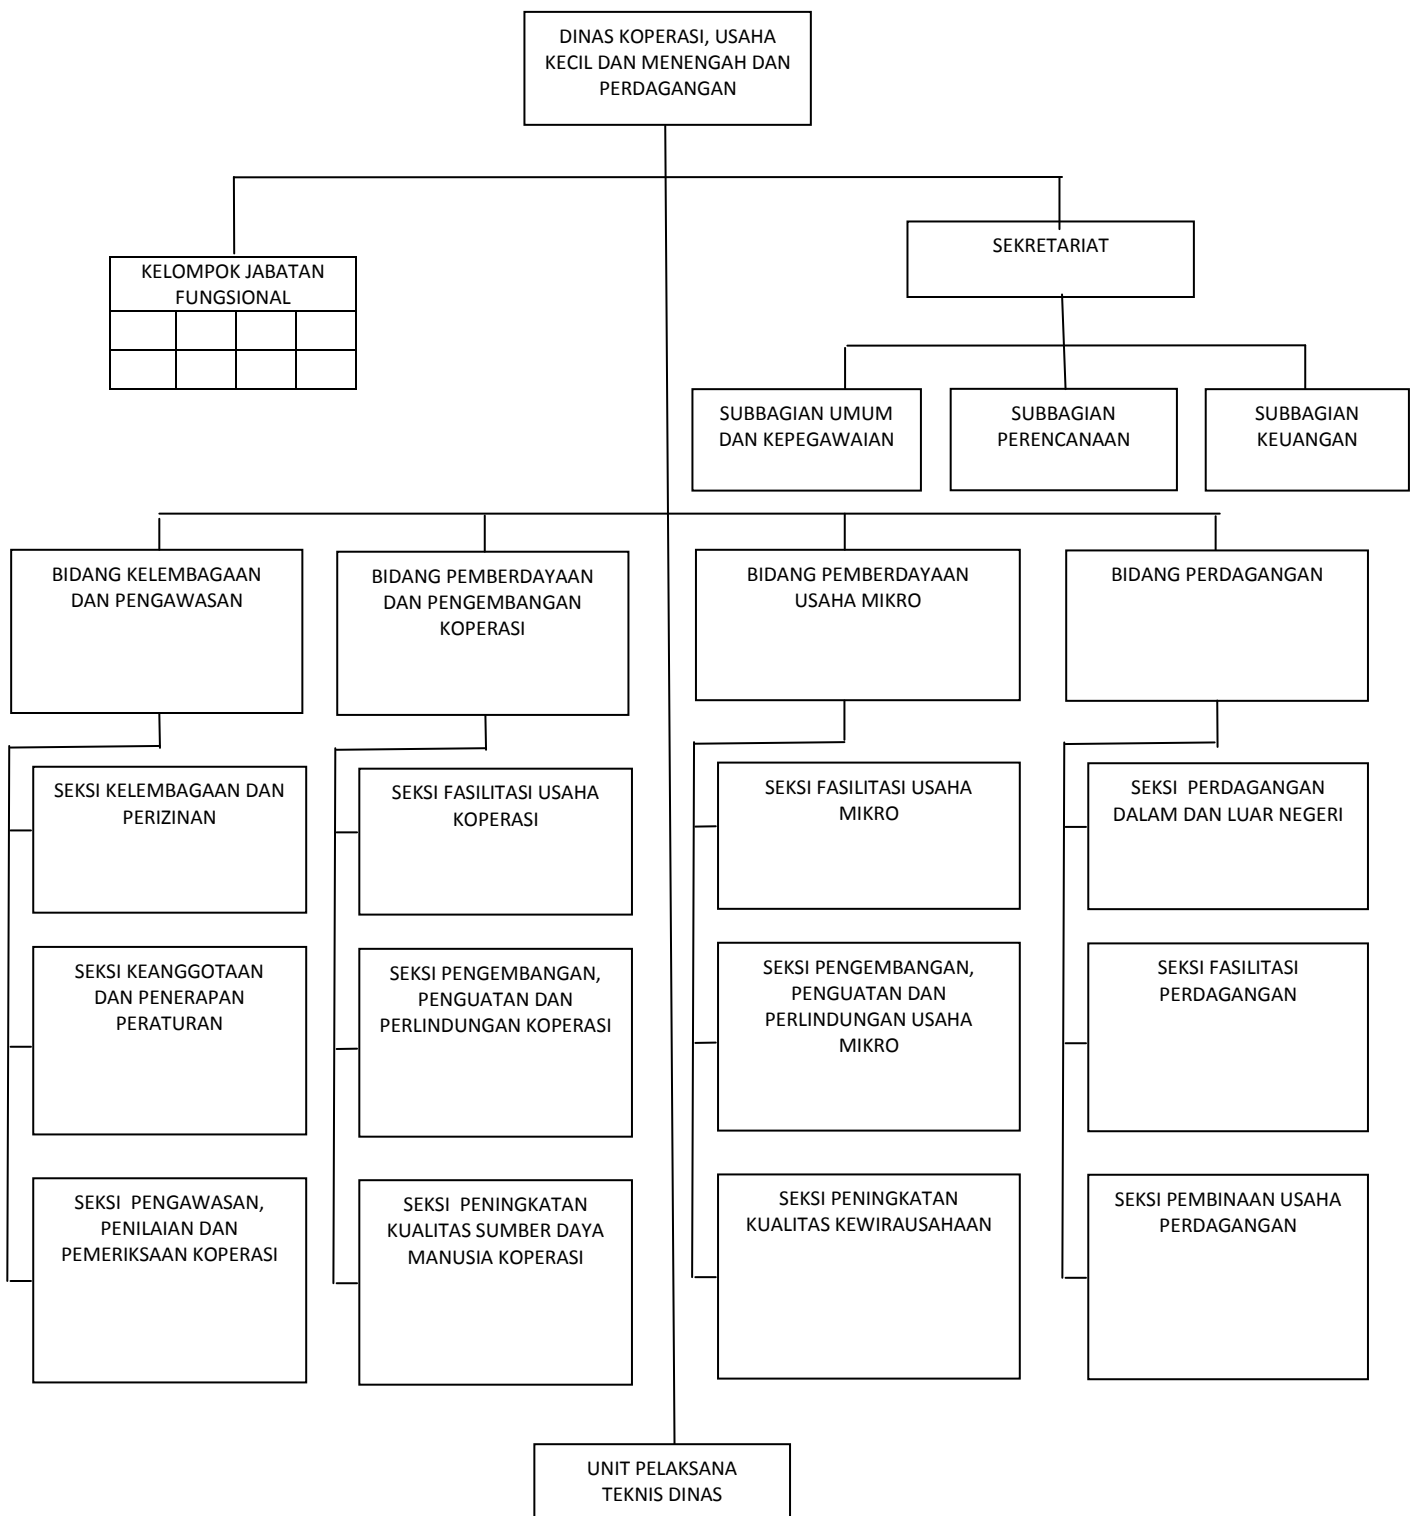 DINAS KOPERASI, USAHA
KECIL DAN MENENGAH DAN
PERDAGANGAN
SEKRETARIAT
KELOMPOK JABATAN
FUNGSIONAL
SUBBAGIAN UMUM
DAN KEPEGAWAIAN
SUBBAGIAN
PERENCANAAN
SUBBAGIAN
KEUANGAN
BIDANG KELEMBAGAAN
DAN PENGAWASAN
BIDANG PEMBERDAYAAN
DAN PENGEMBANGAN
KOPERASI
BIDANG PEMBERDAYAAN
USAHA MIKRO
BIDANG PERDAGANGAN
SEKSI KELEMBAGAAN DAN
PERIZINAN
SEKSI FASILITASI USAHA
KOPERASI
SEKSI FASILITASI USAHA
MIKRO
SEKSI  PERDAGANGAN
DALAM DAN LUAR NEGERI
SEKSI KEANGGOTAAN
DAN PENERAPAN
PERATURAN
SEKSI PENGEMBANGAN,
PENGUATAN DAN
PERLINDUNGAN KOPERASI
SEKSI PENGEMBANGAN,
PENGUATAN DAN
PERLINDUNGAN USAHA
MIKRO
SEKSI FASILITASI
PERDAGANGAN
SEKSI  PENGAWASAN,
PENILAIAN DAN
PEMERIKSAAN KOPERASI
SEKSI  PENINGKATAN
KUALITAS SUMBER DAYA
MANUSIA KOPERASI
SEKSI PENINGKATAN
KUALITAS KEWIRAUSAHAAN
SEKSI PEMBINAAN USAHA
PERDAGANGAN
UNIT PELAKSANA
TEKNIS DINAS